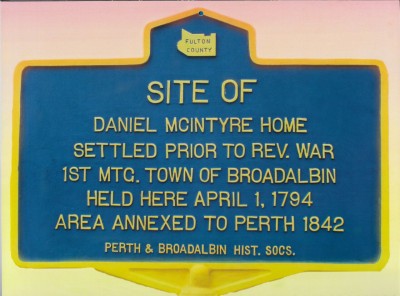 FULTON
COUNTY
SITE OF
DANIEL MCINTYRE HOME
SETTLED PRIOR TO REV. WAR
1ST MTG. TOWN OF BROADALBIN
HELD HERE APRIL 1, 1794
AREA ANNEXED TO PERTH 1842
PERTH & BROADALBIN HIST. SOCS.